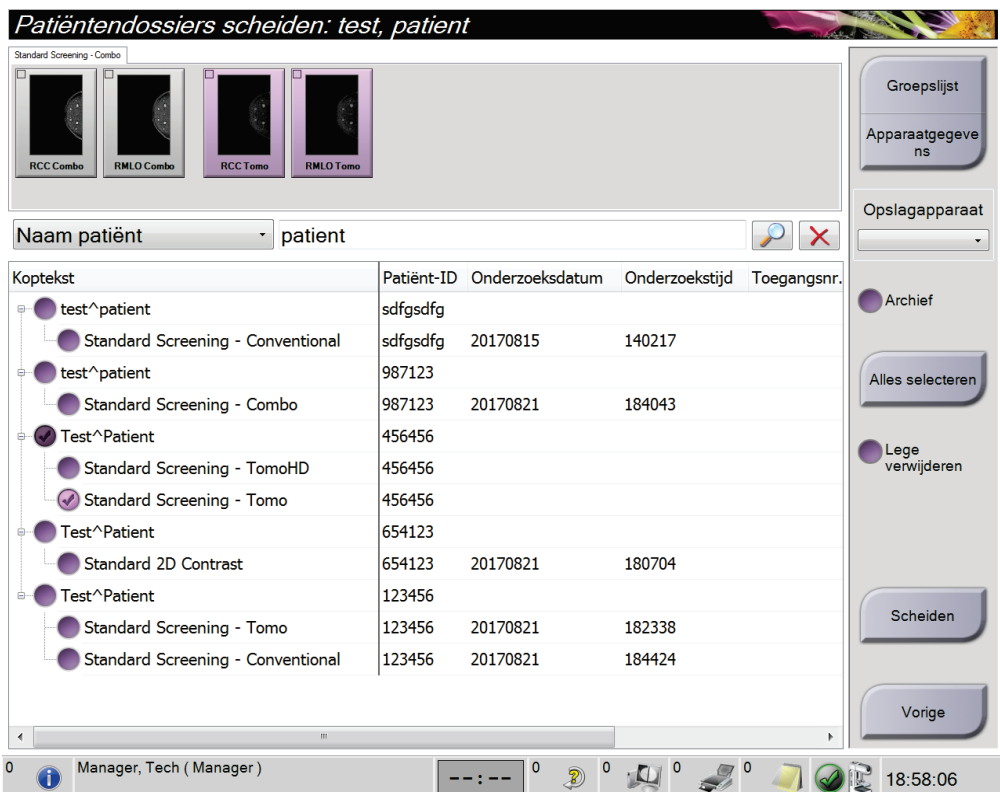 Patiëntendossiers scheiden: test, patient
Standard Screening - Combo
RCC Combo RMLO Combo RCC Tomo RMLO Tomo
Groepslijst
Apparaatgegeve
ns
Opslagapparaat
Naam patiënt patient
Koptekst Patiënt-ID Onderzoeksdatum Onderzoekstijd Toegangsnr.
test^patient sdfgsdfg
Standard Screening - Conventional sdfgsdfg 20170815 140217
test^patient 987123
Standard Screening - Combo 987123 20170821 184043
Test^Patient 456456
Standard Screening - TomoHD 456456
Standard Screening - Tomo 456456
Test^Patient 654123
Standard 2D Contrast 654123 20170821 180704
Test^Patient 123456
Standard Screening - Tomo 123456 20170821 182338
Standard Screening - Conventional 123456 20170821 184424
Archief
Alles selecteren
Lege
verwijderen
Scheiden
Vorige
0 Manager, Tech ( Manager ) --:-- 0 0 0 0 18:58:06